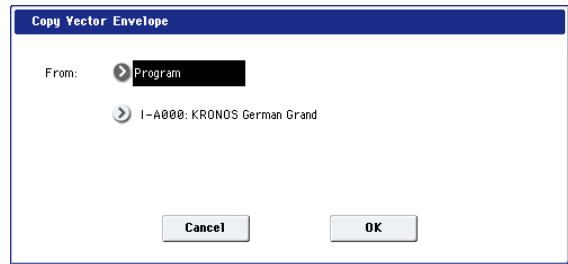 Copy Vector Envelope
From: Program
I-A000: KRONOS German Grand
Cancel OK